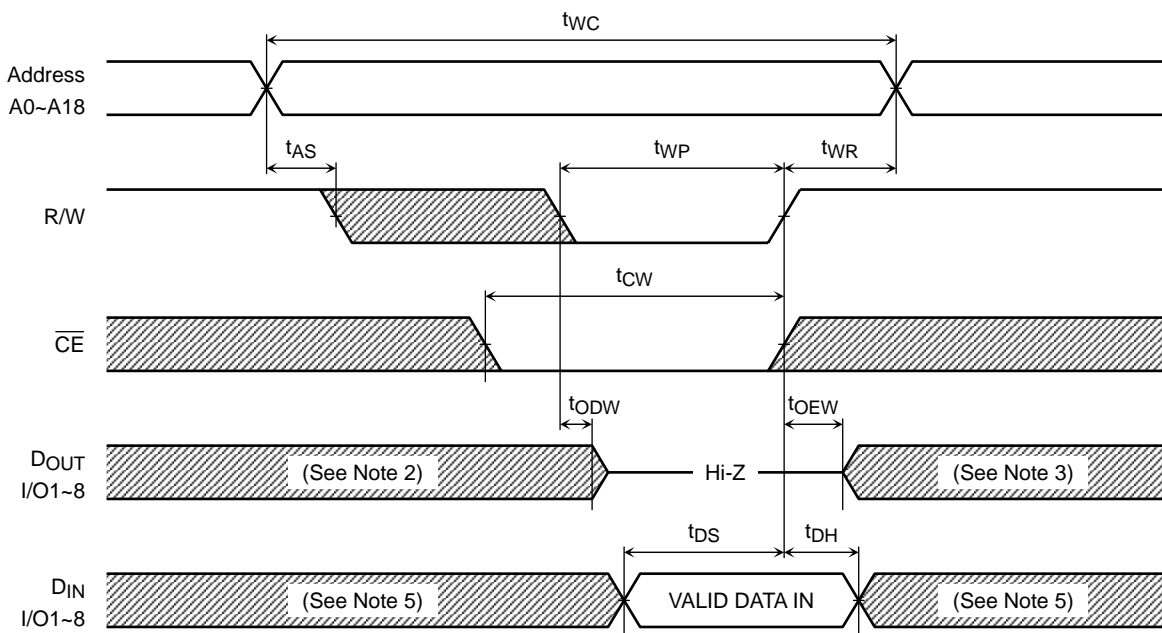 tWC
Address
A0~A18
tAS
tWP
tWR
R/W
tCW
CE
tODW
tOEW
DOUT
I/O1~8
(See Note 2)
Hi-Z
(See Note 3)
tDS
tDH
DIN
I/O1~8
(See Note 5)
VALID DATA IN
(See Note 5)